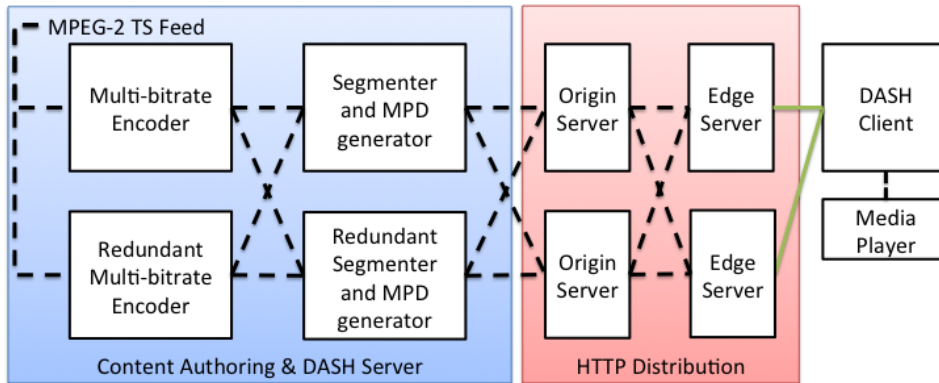 MPEG-2 TS Feed
Multi-bitrate
Encoder
Segmenter
and MPD
generator
Origin
Server
Edge
Server
DASH
Client
Redundant
Multi-bitrate
Encoder
Redundant
Segmenter
and MPD
generator
Origin
Server
Edge
Server
Media
Player
Content Authoring & DASH Server
HTTP Distribution